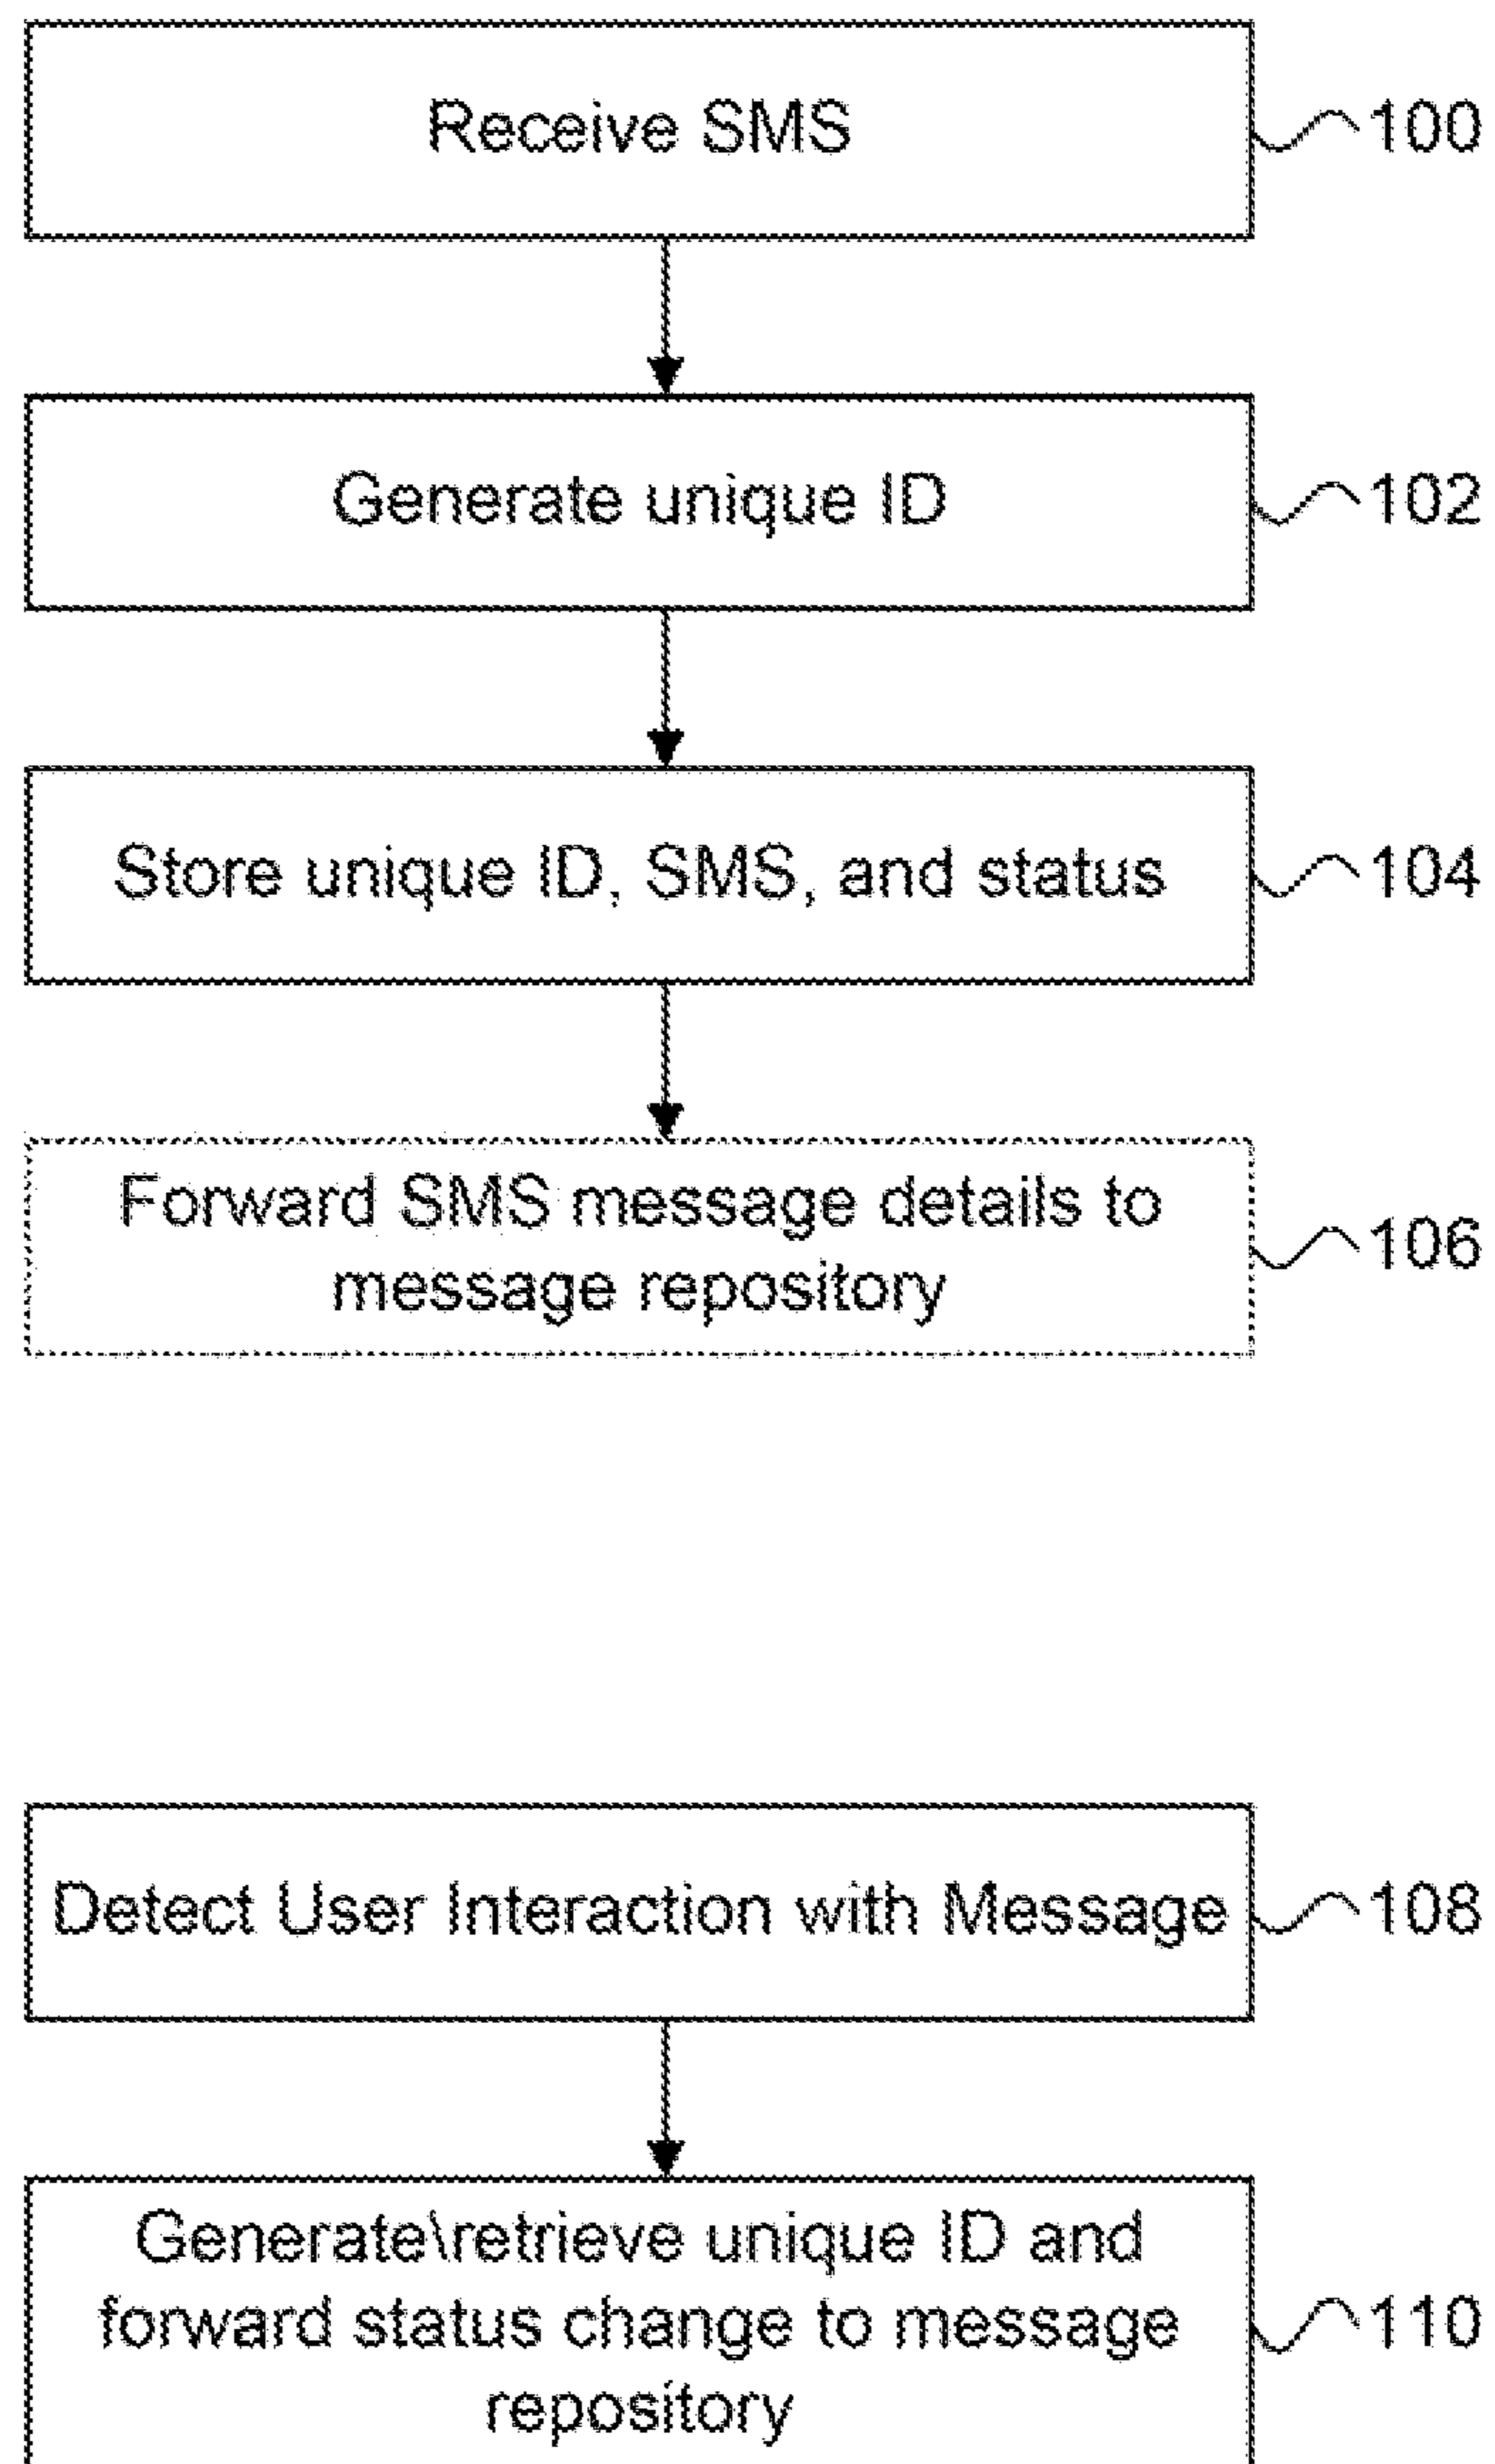 Receive SMS
100
Generate unique ID
102
Store unique ID, SMS, and status
104
Forward SMS message details to
message repository
106
Detect User Interaction with Message
108
Generate\retrieve unique ID and
forward status change to message
repository
110